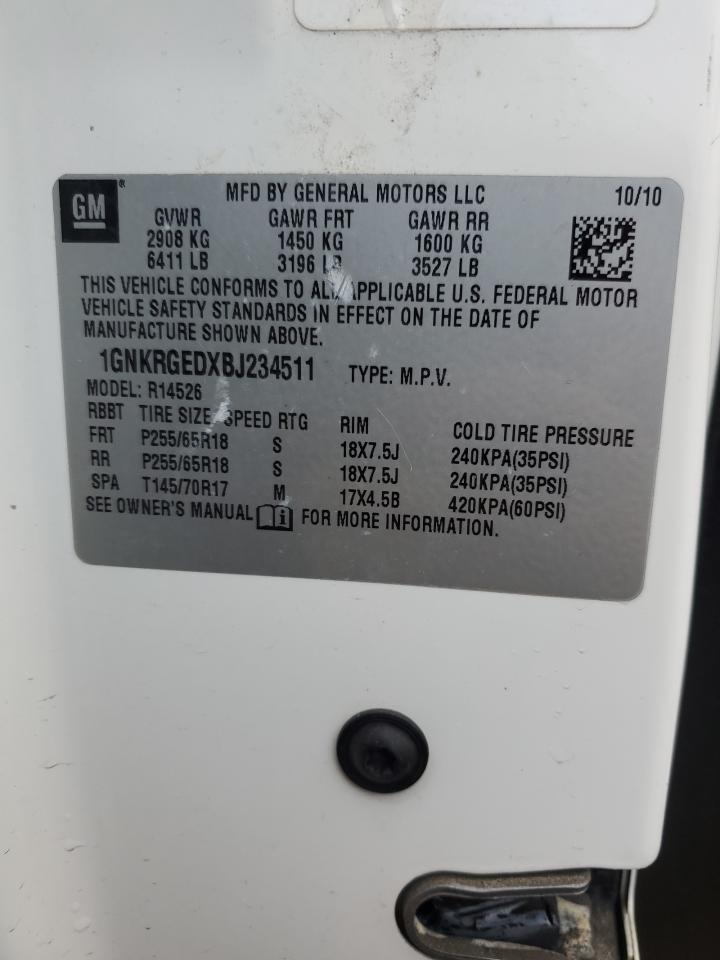 GM ® MFD BY GENERAL MOTORS LLC 10/10
GVWR GAWR FRT GAWR RR
2908 KG 1450 KG 1600 KG
6411 LB 3196 LB 3527 LB
THIS VEHICLE CONFORMS TO ALL APPLICABLE U.S. FEDERAL MOTOR
VEHICLE SAFETY STANDARDS IN EFFECT ON THE DATE OF
MANUFACTURE SHOWN ABOVE.
1GNKRGEDXBJ234511 TYPE: M.P.V.
MODEL: R14526
RBBT TIRE SIZE SPEED RTG RIM COLD TIRE PRESSURE
FRT P255/65R18 S 18X7.5J 240KPA(35PSI)
RR P255/65R18 S 18X7.5J 240KPA(35PSI)
SPA T145/70R17 M 17X4.5B 420KPA(60PSI)
SEE OWNER'S MANUAL i FOR MORE INFORMATION.